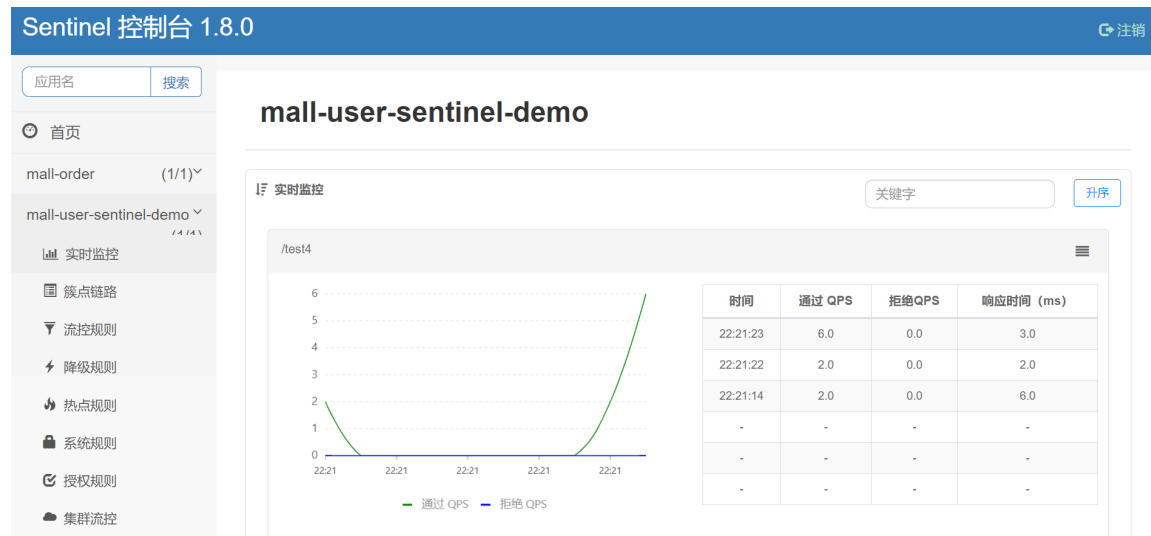 Sentinel 控制台 1.8.0
注销
应用名
搜索
首页
mall-order (1/1)
mall-user-sentinel-demo
(1/1)
实时监控
簇点链路
流控规则
降级规则
热点规则
系统规则
授权规则
集群流控
mall-user-sentinel-demo
实时监控
关键字
升序
/test4
6
5
4
3
2
1
0
22:21 22:21 22:21 22:21 22:21
通过 QPS 拒绝 QPS
时间 通过 QPS 拒绝QPS 响应时间（ms）
22:21:23 6.0 0.0 3.0
22:21:22 2.0 0.0 2.0
22:21:14 2.0 0.0 6.0
- - - -
- - - -
- - - -